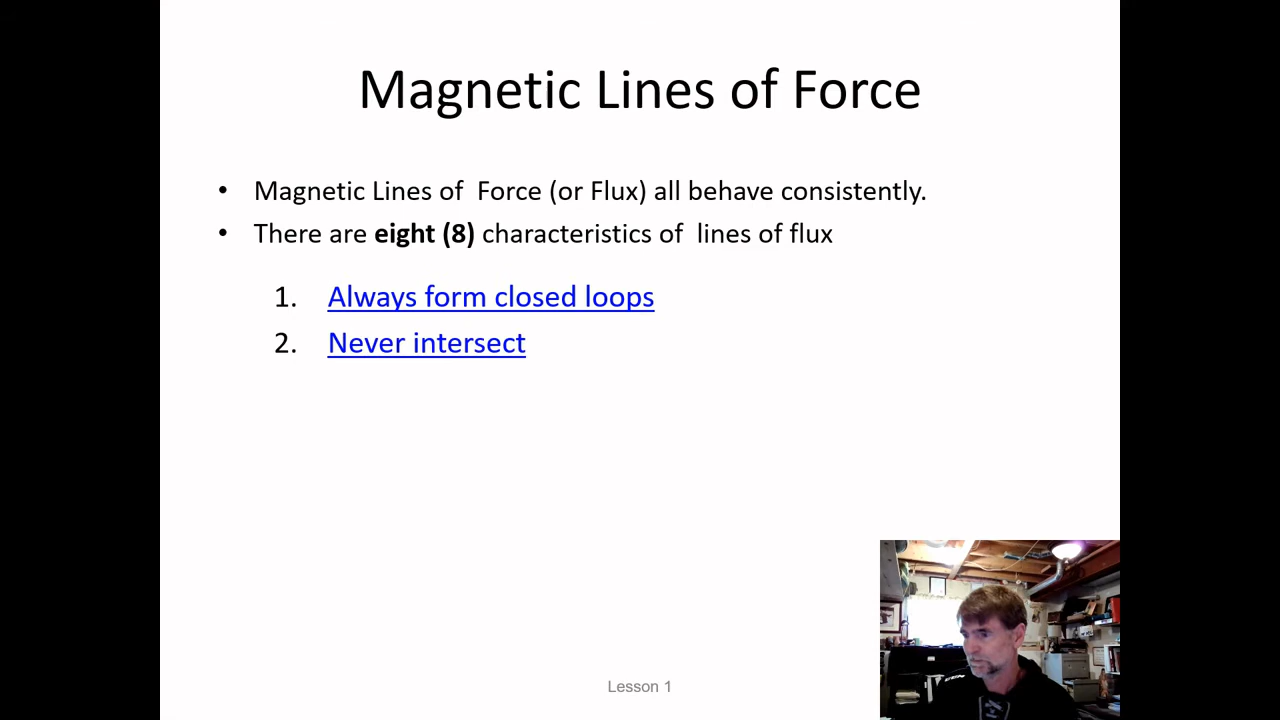 Magnetic Lines of Force
• Magnetic Lines of  Force (or Flux) all behave consistently.
• There are eight (8) characteristics of  lines of flux
1. Always form closed loops
2. Never intersect
Lesson 1